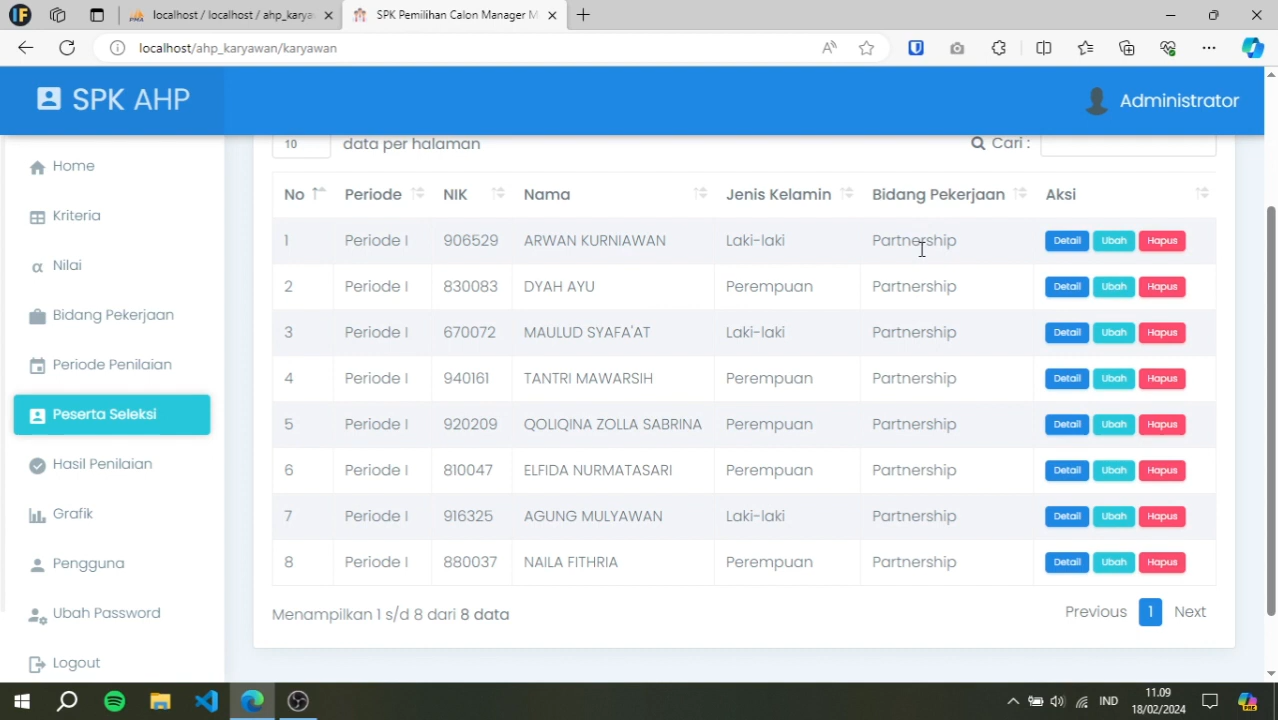 localhost / localhost / ahp_karya
SPK Pemilihan Calon Manager M
localhost/ahp_karyawan/karyawan
SPK AHP
Administrator
Home
Kriteria
α Nilai
Bidang Pekerjaan
Periode Penilaian
Peserta Seleksi
Hasil Penilaian
Grafik
Pengguna
Ubah Password
Logout
10 data per halaman
Cari :
No Periode NIK Nama Jenis Kelamin Bidang Pekerjaan Aksi
1 Periode I 906529 ARWAN KURNIAWAN Laki-laki Partnership Detail Ubah Hapus
2 Periode I 830083 DYAH AYU Perempuan Partnership Detail Ubah Hapus
3 Periode I 670072 MAULUD SYAFA'AT Laki-laki Partnership Detail Ubah Hapus
4 Periode I 940161 TANTRI MAWARSIH Perempuan Partnership Detail Ubah Hapus
5 Periode I 920209 QOLIQINA ZOLLA SABRINA Perempuan Partnership Detail Ubah Hapus
6 Periode I 810047 ELFIDA NURMATASARI Perempuan Partnership Detail Ubah Hapus
7 Periode I 916325 AGUNG MULYAWAN Laki-laki Partnership Detail Ubah Hapus
8 Periode I 880037 NAILA FITHRIA Perempuan Partnership Detail Ubah Hapus
Menampilkan 1 s/d 8 dari 8 data
Previous 1 Next
IND
11.09
18/02/2024